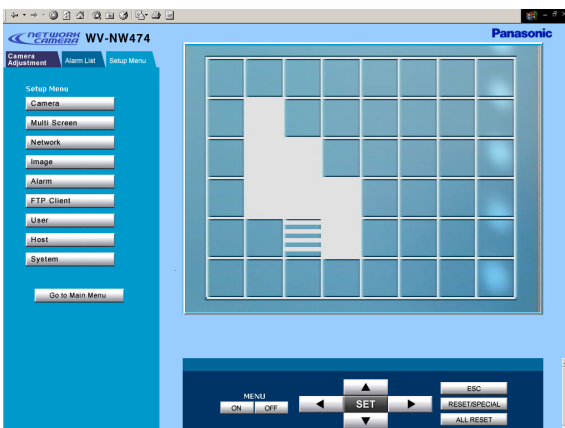 NETWORK
CAMERA WV-NW474
Panasonic
Camera
Adjustment
Alarm List
Setup Menu
Setup Menu
Camera
Multi Screen
Network
Image
Alarm
FTP Client
User
Host
System
Go to Main Menu
MENU
ON OFF
SET
ESC
RESET/SPECIAL
ALL RESET